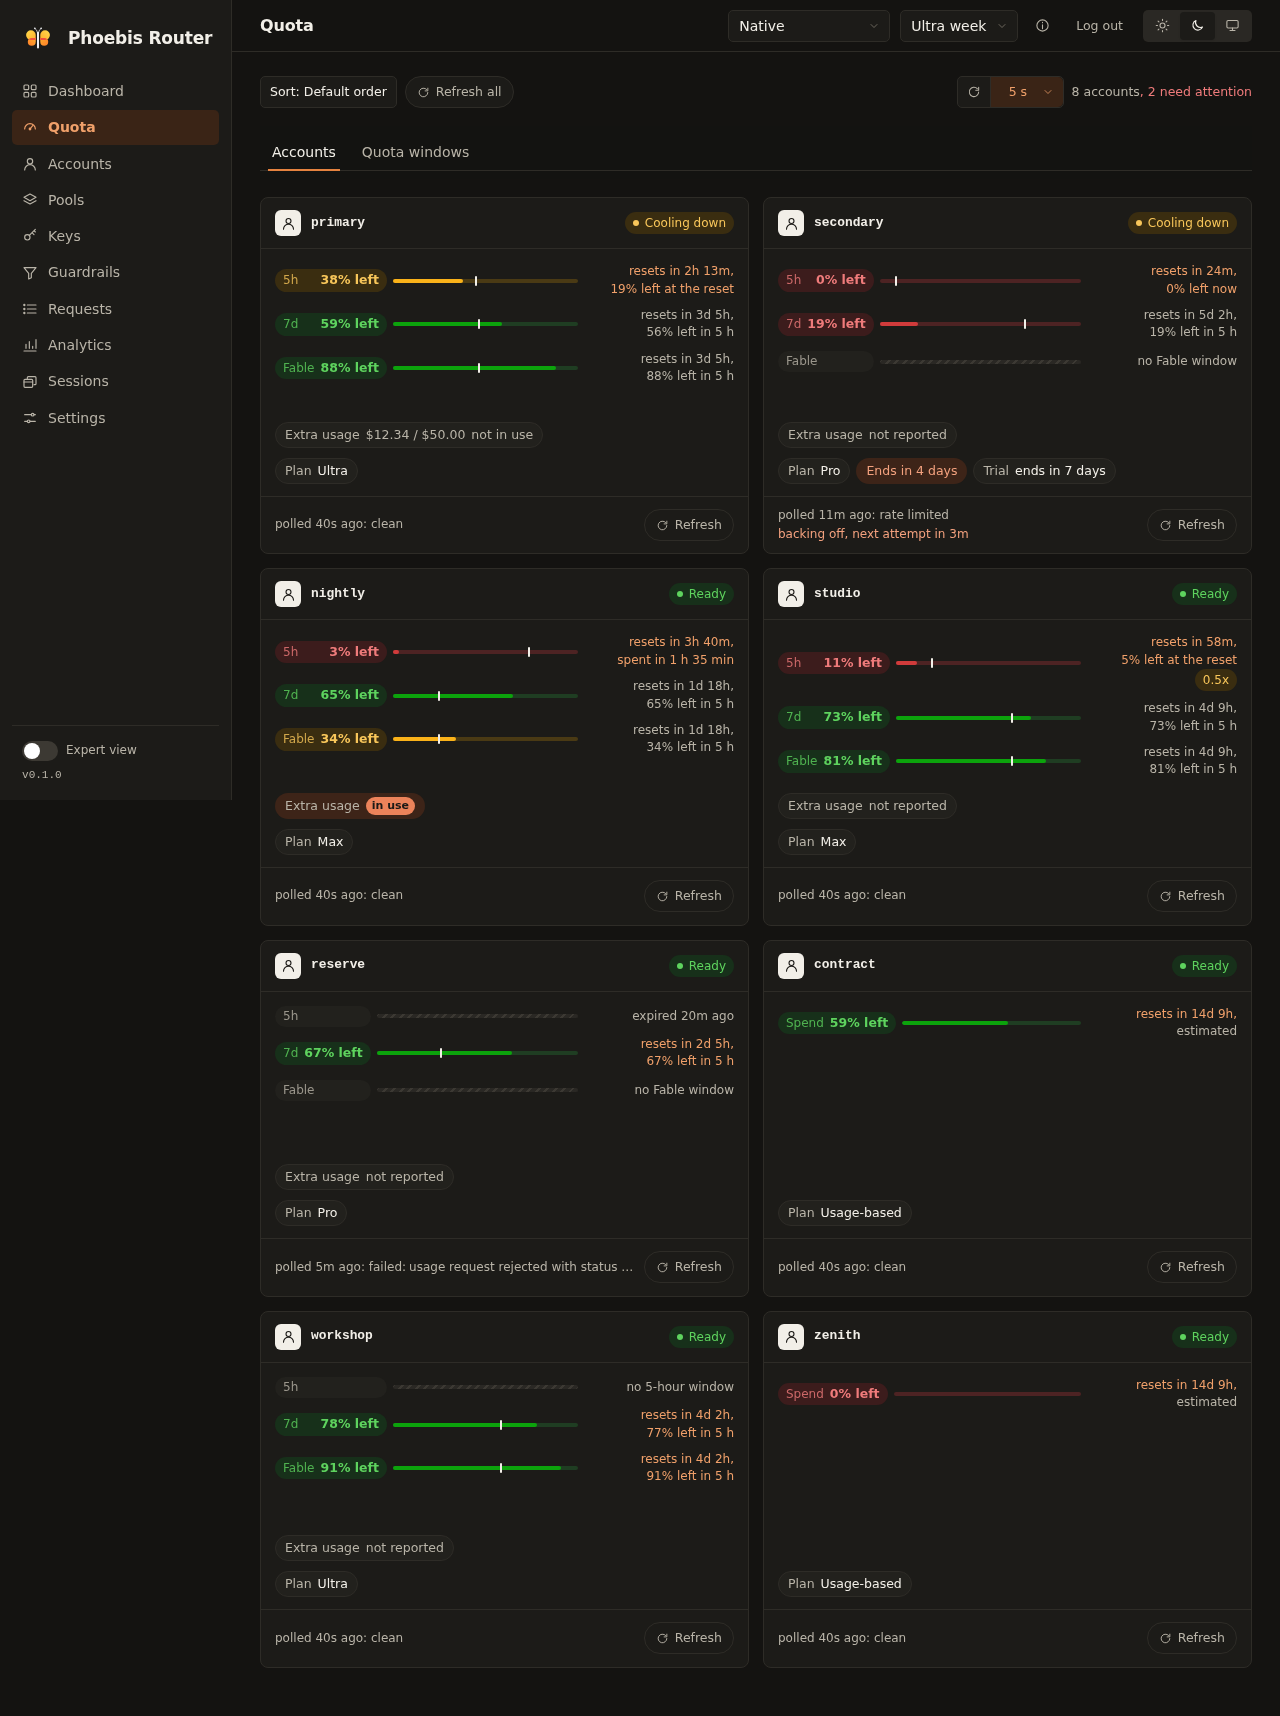 Phoebis Router
Dashboard
Quota
Accounts
Pools
Keys
Guardrails
Requests
Analytics
Sessions
Settings
Expert view
v0.1.0
Quota
Native
Ultra week
Log out
Sort: Default order
Refresh all
5 s
8 accounts, 2 need attention
Accounts
Quota windows
primary
Cooling down
5h 38% left
resets in 2h 13m,
19% left at the reset
7d 59% left
resets in 3d 5h,
56% left in 5 h
Fable 88% left
resets in 3d 5h,
88% left in 5 h
Extra usage $12.34 / $50.00 not in use
Plan Ultra
polled 40s ago: clean
Refresh
secondary
Cooling down
5h 0% left
resets in 24m,
0% left now
7d 19% left
resets in 5d 2h,
19% left in 5 h
Fable
no Fable window
Extra usage not reported
Plan Pro
Ends in 4 days
Trial ends in 7 days
polled 11m ago: rate limited
backing off, next attempt in 3m
Refresh
nightly
Ready
5h 3% left
resets in 3h 40m,
spent in 1 h 35 min
7d 65% left
resets in 1d 18h,
65% left in 5 h
Fable 34% left
resets in 1d 18h,
34% left in 5 h
Extra usage in use
Plan Max
polled 40s ago: clean
Refresh
studio
Ready
5h 11% left
resets in 58m,
5% left at the reset
0.5x
7d 73% left
resets in 4d 9h,
73% left in 5 h
Fable 81% left
resets in 4d 9h,
81% left in 5 h
Extra usage not reported
Plan Max
polled 40s ago: clean
Refresh
reserve
Ready
5h
expired 20m ago
7d 67% left
resets in 2d 5h,
67% left in 5 h
Fable
no Fable window
Extra usage not reported
Plan Pro
polled 5m ago: failed: usage request rejected with status ...
Refresh
contract
Ready
Spend 59% left
resets in 14d 9h,
estimated
Plan Usage-based
polled 40s ago: clean
Refresh
workshop
Ready
5h
no 5-hour window
7d 78% left
resets in 4d 2h,
77% left in 5 h
Fable 91% left
resets in 4d 2h,
91% left in 5 h
Extra usage not reported
Plan Ultra
polled 40s ago: clean
Refresh
zenith
Ready
Spend 0% left
resets in 14d 9h,
estimated
Plan Usage-based
polled 40s ago: clean
Refresh